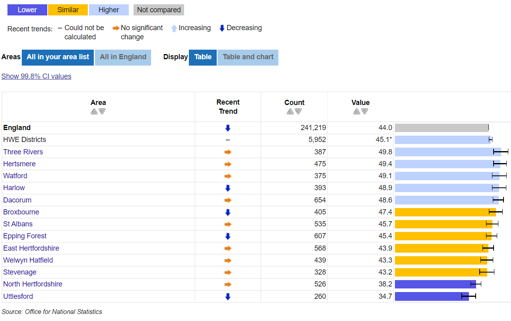 Lower Similar Higher Not compared
Recent trends: – Could not be calculated No significant change Increasing Decreasing
Areas All in your area list All in England Display Table Table and chart
Show 99.8% CI values
Area Recent Trend Count Value
England 241,219 44.0
HWE Districts – 5,952 45.1*
Three Rivers 387 49.8
Hertsmere 475 49.4
Watford 375 49.1
Harlow 393 48.9
Dacorum 654 48.6
Broxbourne 405 47.4
St Albans 535 45.7
Epping Forest 607 45.4
East Hertfordshire 568 43.9
Welwyn Hatfield 439 43.3
Stevenage 328 43.2
North Hertfordshire 526 38.2
Uttlesford 260 34.7
Source: Office for National Statistics